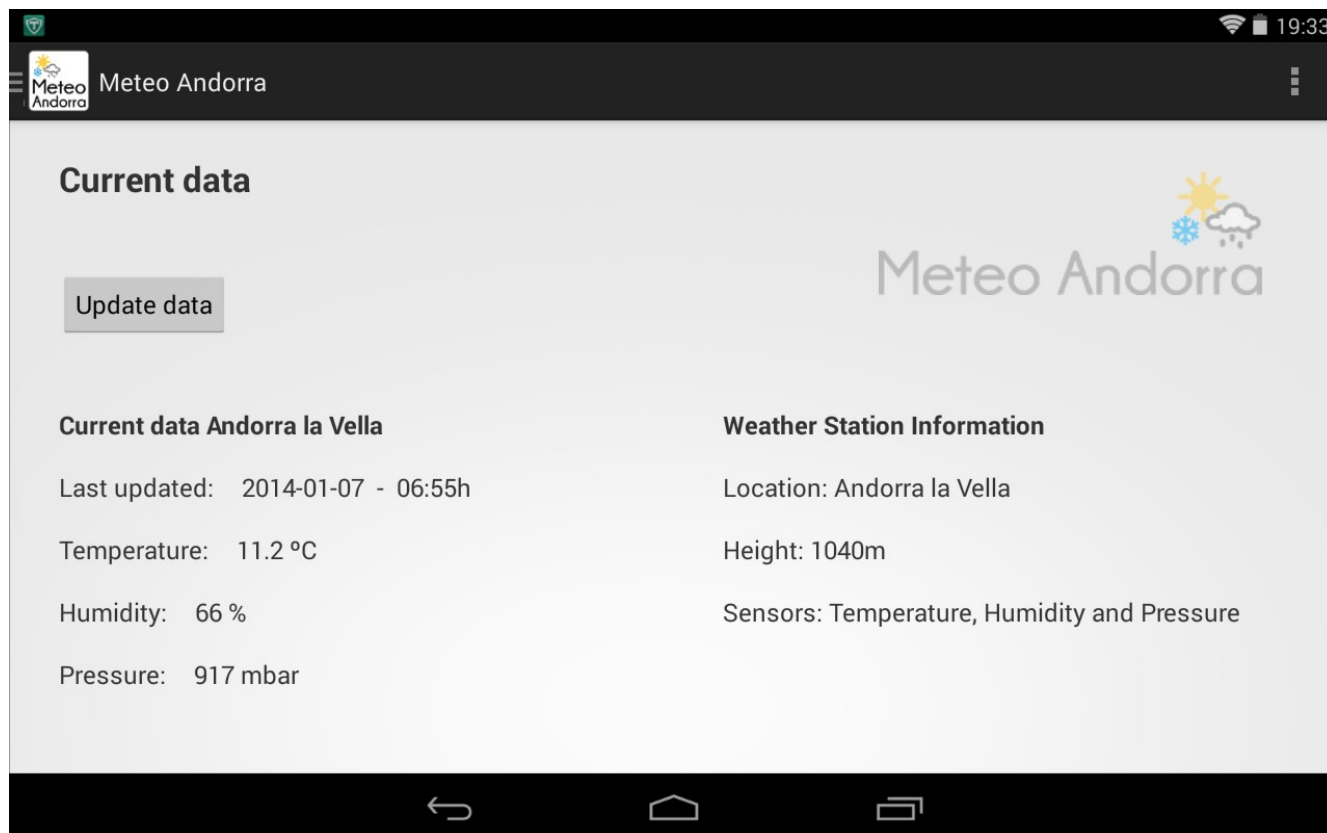 19:33
Meteo
Andorra
Meteo Andorra
Current data
Meteo Andorra
Update data
Current data Andorra la Vella
Last updated: 2014-01-07 - 06:55h
Temperature: 11.2 ºC
Humidity: 66 %
Pressure: 917 mbar
Weather Station Information
Location: Andorra la Vella
Height: 1040m
Sensors: Temperature, Humidity and Pressure